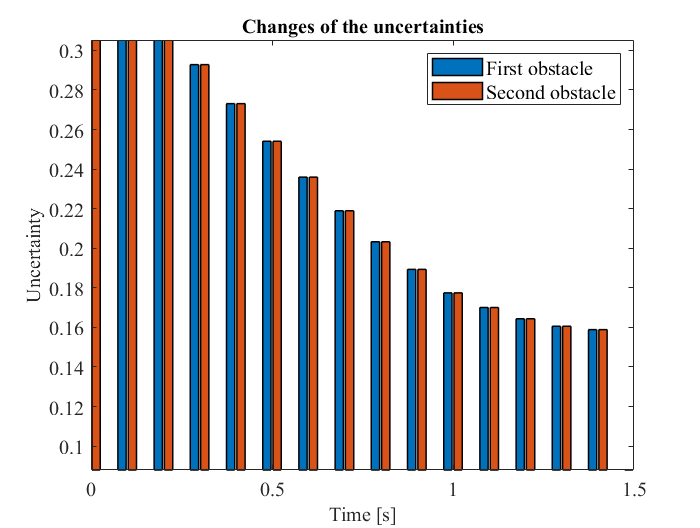 Changes of the uncertainties
First obstacle
Second obstacle
Uncertainty
0.3
0.28
0.26
0.24
0.22
0.2
0.18
0.16
0.14
0.12
0.1
0 0.5 1 1.5
Time [s]